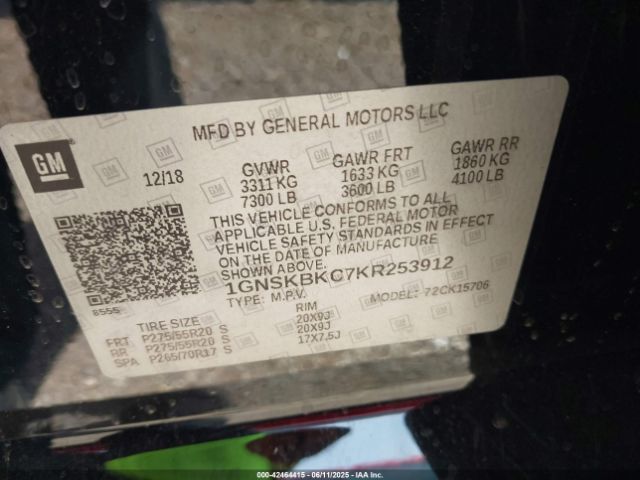 MFD BY GENERAL MOTORS LLC
GM
12/18
GVWR GAWR FRT GAWR RR
3311 KG 1633 KG 1860 KG
7300 LB 3600 LB 4100 LB
THIS VEHICLE CONFORMS TO ALL
APPLICABLE U.S. FEDERAL MOTOR
VEHICLE SAFETY STANDARDS IN EFFECT
ON THE DATE OF MANUFACTURE
SHOWN ABOVE.
1GNSKBKC7KR253912
TYPE: M.P.V. MODEL: 72CK15706
8555
TIRE SIZE RIM
FRT P275/55R20 S 20X9J
RR P275/55R20 S 20X9J
SPA P265/70R17 S 17X7.5J
000-42464415 - 06/11/2025 - IAA Inc.